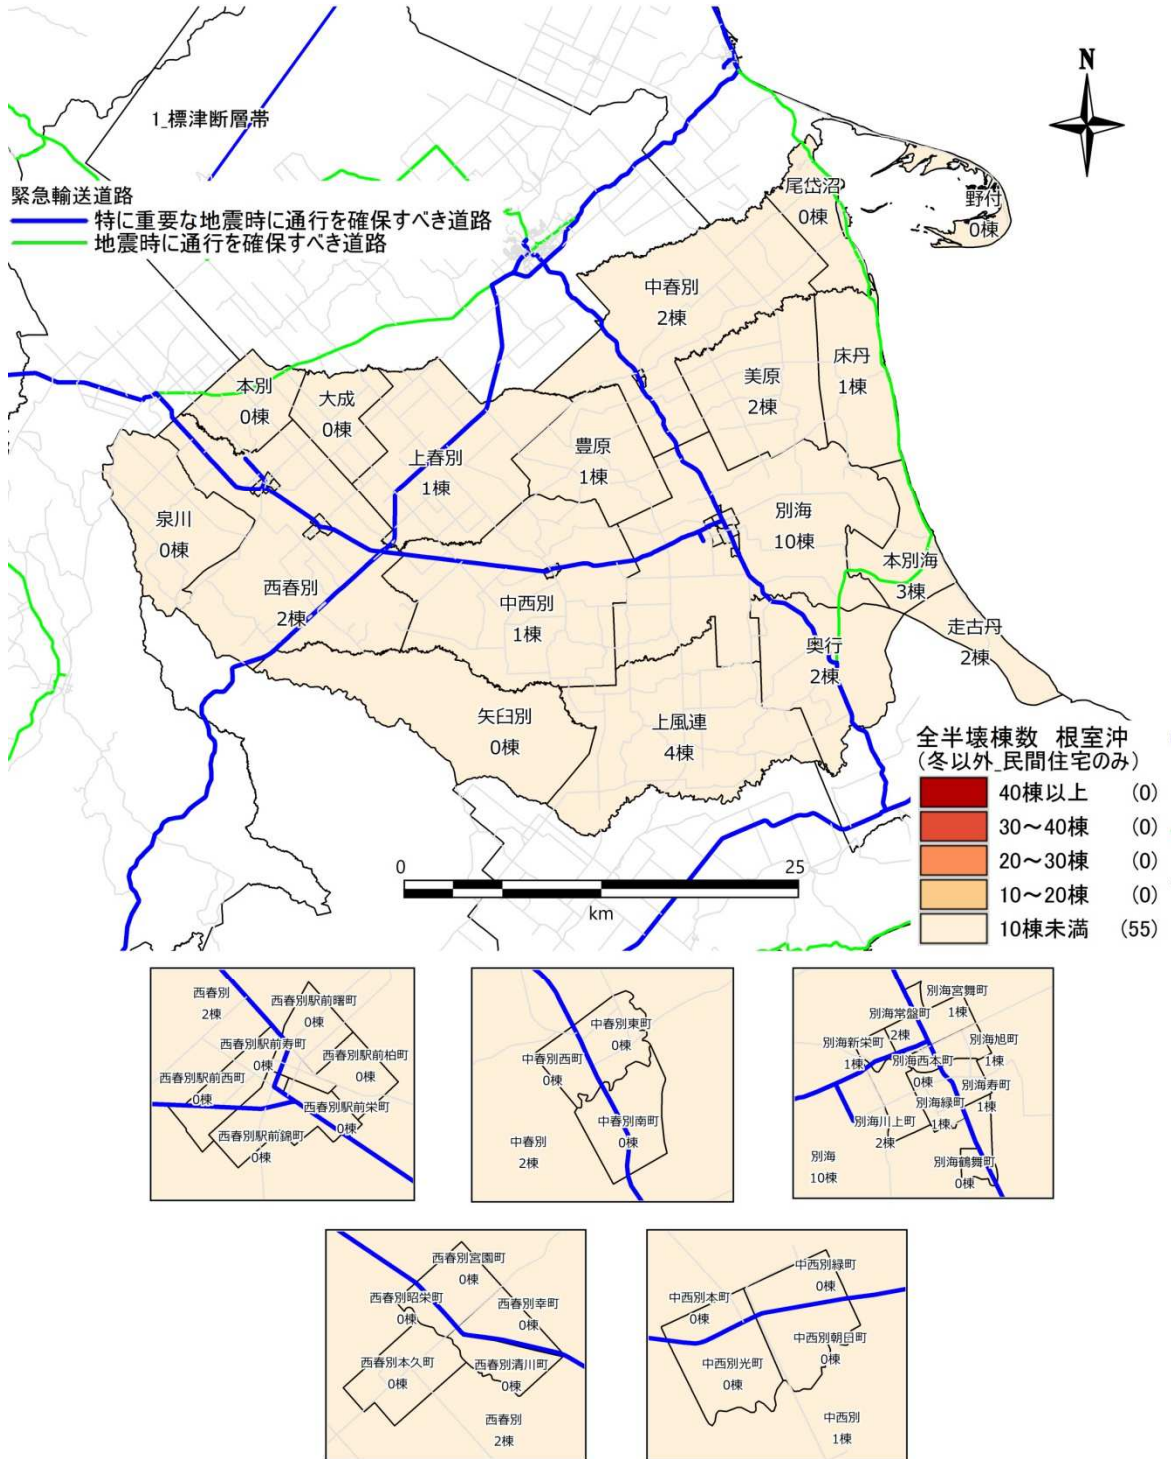 N
1_標津断層帯
緊急輸送道路
特に重要な地震時に通行を確保すべき道路
地震時に通行を確保すべき道路
尾岱沼
0棟
野付
0棟
中春別
2棟
床丹
1棟
美原
2棟
本別
0棟
大成
0棟
豊原
1棟
上春別
1棟
別海
10棟
泉川
0棟
本別海
3棟
西春別
2棟
中西別
1棟
走古丹
2棟
奥行
2棟
矢臼別
0棟
上風連
4棟
全半壊棟数 根室沖
(冬以外_民間住宅のみ)
40棟以上 (0)
30～40棟 (0)
20～30棟 (0)
10～20棟 (0)
10棟未満 (55)
0 25
km
西春別
2棟
西春別駅前曙町
0棟
西春別駅前寿町
0棟
西春別駅前柏町
0棟
西春別駅前西町
0棟
西春別駅前栄町
0棟
西春別駅前錦町
0棟
中春別東町
0棟
中春別西町
0棟
中春別南町
0棟
中春別
2棟
別海宮舞町
1棟
別海常盤町
2棟
別海新栄町
1棟
別海旭町
1棟
別海西本町
0棟
別海寿町
1棟
別海緑町
1棟
別海川上町
2棟
別海
10棟
別海鶴舞町
0棟
西春別宮園町
0棟
西春別昭栄町
0棟
西春別幸町
0棟
西春別本久町
0棟
西春別清川町
0棟
西春別
2棟
中西別緑町
0棟
中西別本町
0棟
中西別朝日町
0棟
中西別光町
0棟
中西別
1棟